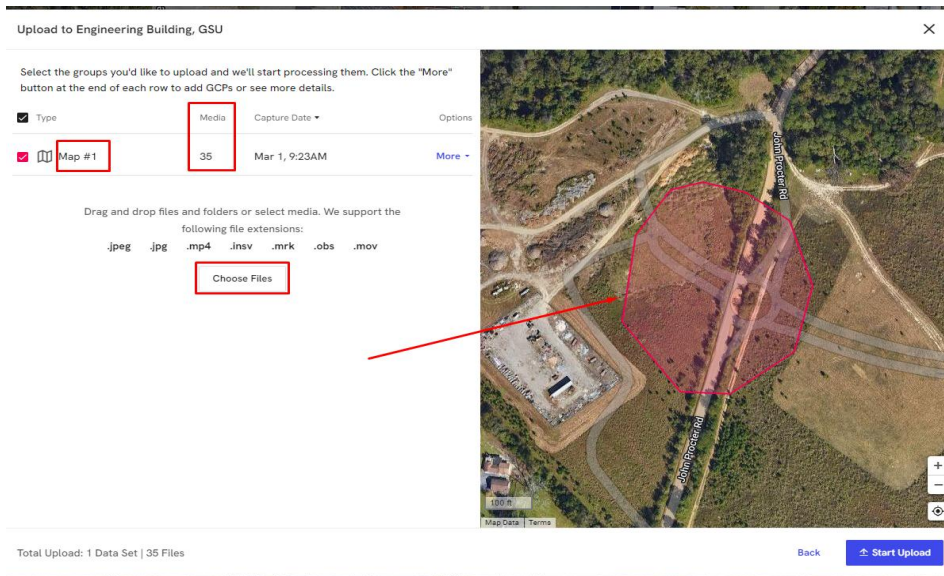 Upload to Engineering Building, GSU
Select the groups you'd like to upload and we'll start processing them. Click the "More"
button at the end of each row to add GCPs or see more details.
Type Media Capture Date Options
Map #1 35 Mar 1, 9:23AM More
Drag and drop files and folders or select media. We support the
following file extensions:
.jpeg .jpg .mp4 .insv .mrk .obs .mov
Choose Files
John Procter Rd
John Procter Rd
100 ft
Map Data Terms
Total Upload: 1 Data Set | 35 Files
Back
Start Upload